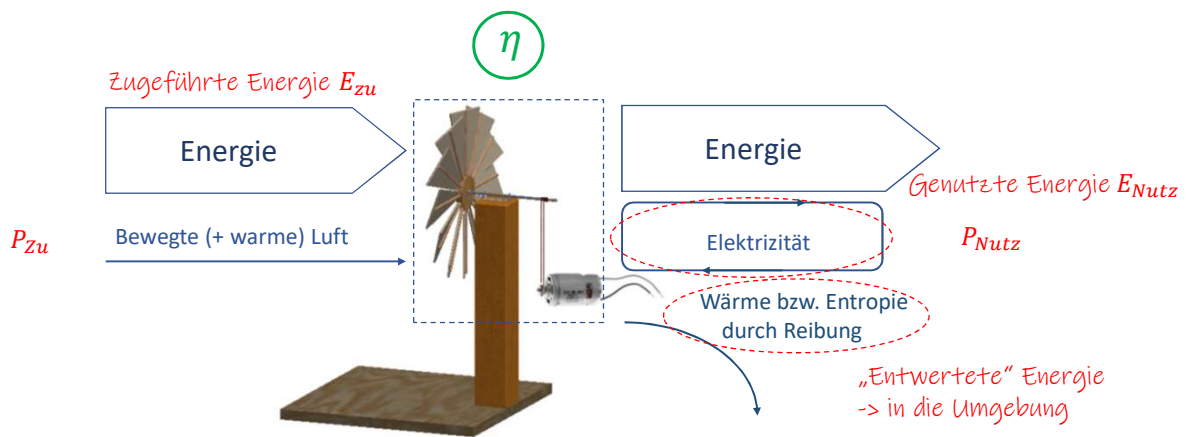 η
Zugeführte Energie E_Zu
Energie
Energie
Genutzte Energie E_Nutz
P_Zu
Bewegte (+ warme) Luft
Elektrizität
P_Nutz
Wärme bzw. Entropie
durch Reibung
„Entwertete“ Energie
-> in die Umgebung